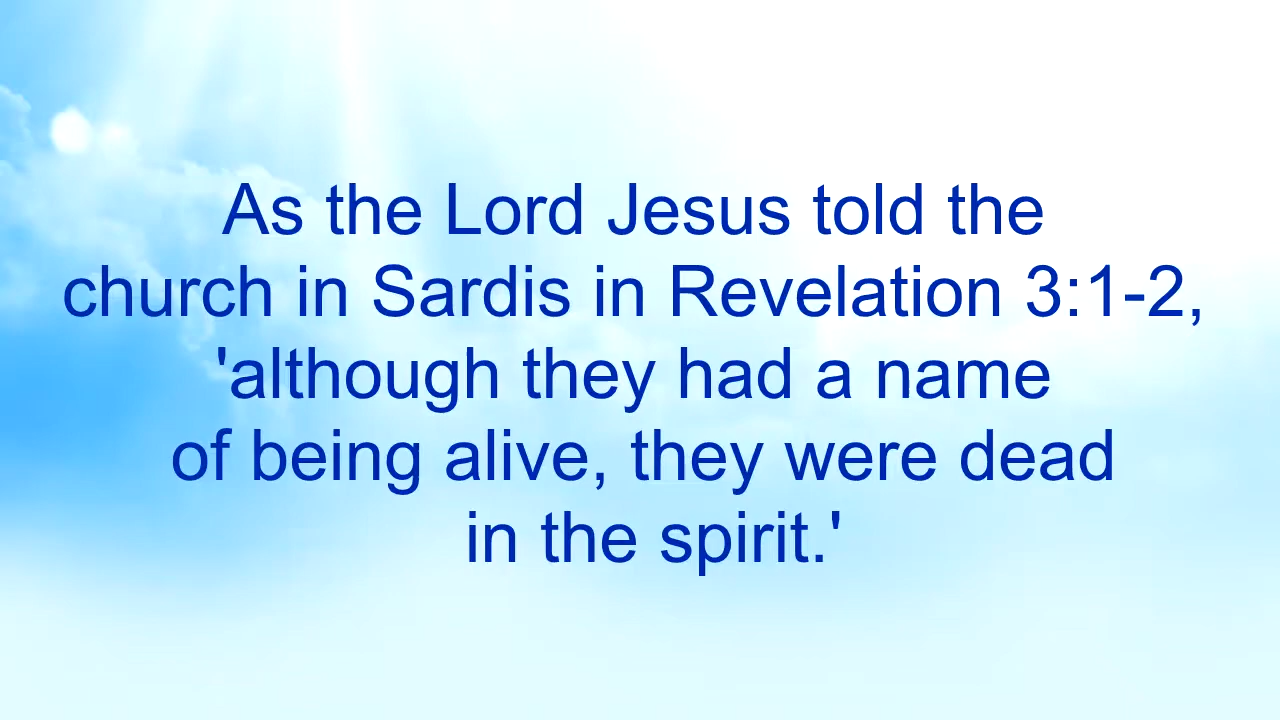 As the Lord Jesus told the
church in Sardis in Revelation 3:1-2,
'although they had a name
of being alive, they were dead
in the spirit.'